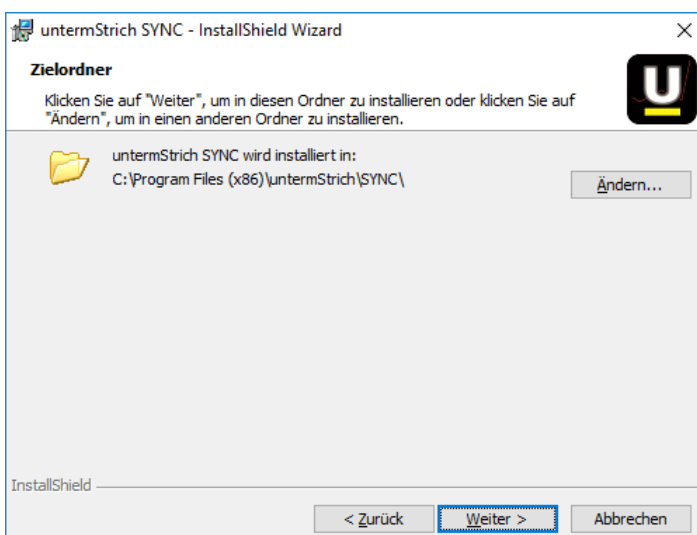 untermStrich SYNC - InstallShield Wizard
Zielordner
Klicken Sie auf "Weiter", um in diesen Ordner zu installieren oder klicken Sie auf
"Ändern", um in einen anderen Ordner zu installieren.
U
untermStrich SYNC wird installiert in:
C:\Program Files (x86)\untermStrich\SYNC\
Ändern...
InstallShield
< Zurück
Weiter >
Abbrechen